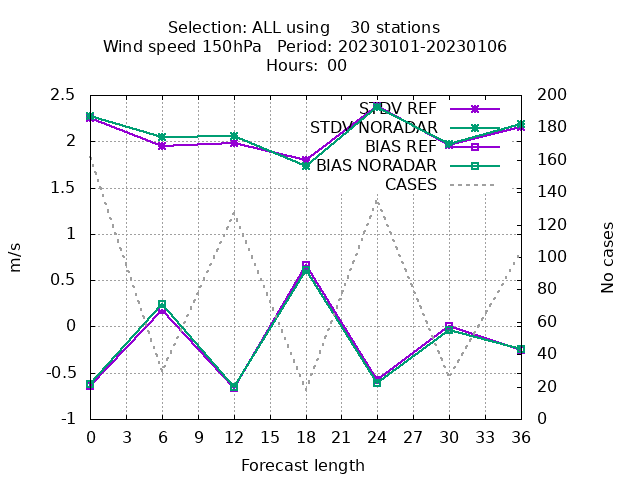 Selection: ALL using 30 stations
Wind speed 150hPa Period: 20230101-20230106
Hours: 00
STDV REF
STDV NORADAR
BIAS REF
BIAS NORADAR
CASES
2.5
2
1.5
1
0.5
0
-0.5
-1
m/s
200
180
160
140
120
100
80
60
40
20
0
No cases
0 3 6 9 12 15 18 21 24 27 30 33 36
Forecast length